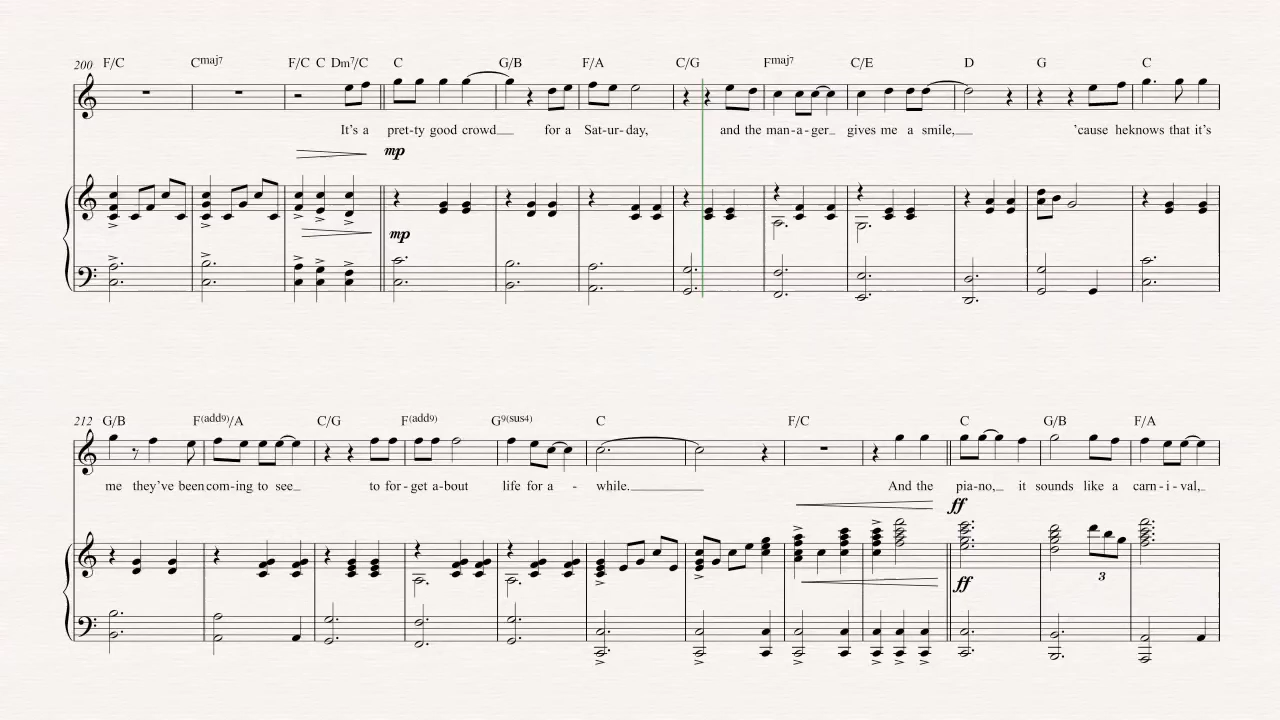 200 F/C Cmaj7 F/C C Dm7/C C G/B F/A C/G Fmaj7 C/E D G C
It's a pret-ty good crowd for a Sat-ur-day, and the man-a-ger gives me a smile, 'cause he knows that it's
mp
mp
212 G/B F(add9)/A C/G F(add9) G9(sus4) C F/C C G/B F/A
me they've been com-ing to see to for-get a-bout life for a - while. And the pia-no, it sounds like a carn-i-val,
ff
ff
3